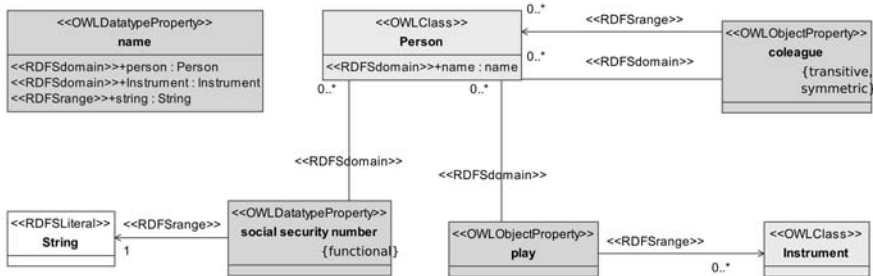 <<OWLDatatypeProperty>>
name
<<RDFSdomain>>+person : Person
<<RDFSdomain>>+Instrument : Instrument
<<RDFSrange>>+string : String
<<OWLClass>>
Person
<<RDFSdomain>>+name : name
0..*
<<RDFSrange>>
0..*
<<RDFSdomain>>
<<OWLObjectProperty>>
coleague
{transitive,
symmetric}
0..*
0..*
<<RDFSdomain>>
<<RDFSdomain>>
<<RDFSLiteral>>
String
<<RDFSrange>>
1
<<OWLDatatypeProperty>>
social security number
{functional}
<<OWLObjectProperty>>
play
<<RDFSrange>>
0..*
<<OWLClass>>
Instrument